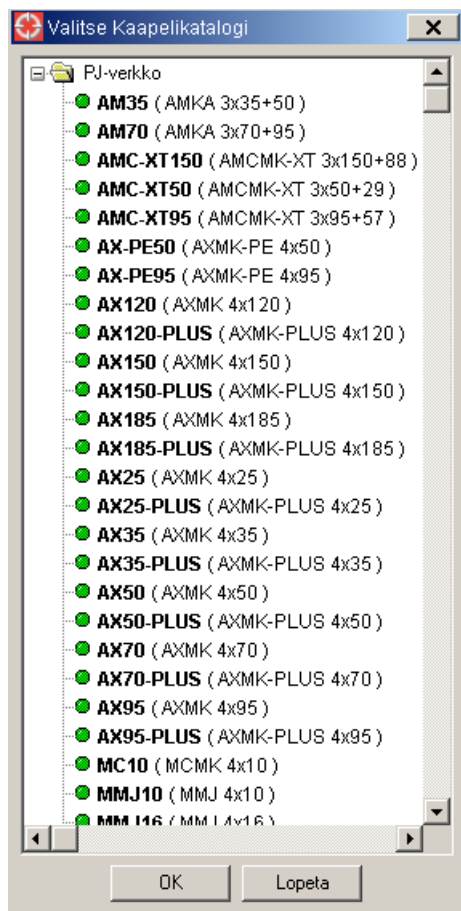 Valitse Kaapelikatalogi
PJ-verkko
AM35 ( AMKA 3x35+50 )
AM70 ( AMKA 3x70+95 )
AMC-XT150 ( AMCMK-XT 3x150+88 )
AMC-XT50 ( AMCMK-XT 3x50+29 )
AMC-XT95 ( AMCMK-XT 3x95+57 )
AX-PE50 ( AXMK-PE 4x50 )
AX-PE95 ( AXMK-PE 4x95 )
AX120 ( AXMK 4x120 )
AX120-PLUS ( AXMK-PLUS 4x120 )
AX150 ( AXMK 4x150 )
AX150-PLUS ( AXMK-PLUS 4x150 )
AX185 ( AXMK 4x185 )
AX185-PLUS ( AXMK-PLUS 4x185 )
AX25 ( AXMK 4x25 )
AX25-PLUS ( AXMK-PLUS 4x25 )
AX35 ( AXMK 4x35 )
AX35-PLUS ( AXMK-PLUS 4x35 )
AX50 ( AXMK 4x50 )
AX50-PLUS ( AXMK-PLUS 4x50 )
AX70 ( AXMK 4x70 )
AX70-PLUS ( AXMK-PLUS 4x70 )
AX95 ( AXMK 4x95 )
AX95-PLUS ( AXMK-PLUS 4x95 )
MC10 ( MCMK 4x10 )
MMJ10 ( MMJ 4x10 )
MMJ16 ( MMJ 4x16 )
OK
Lopeta